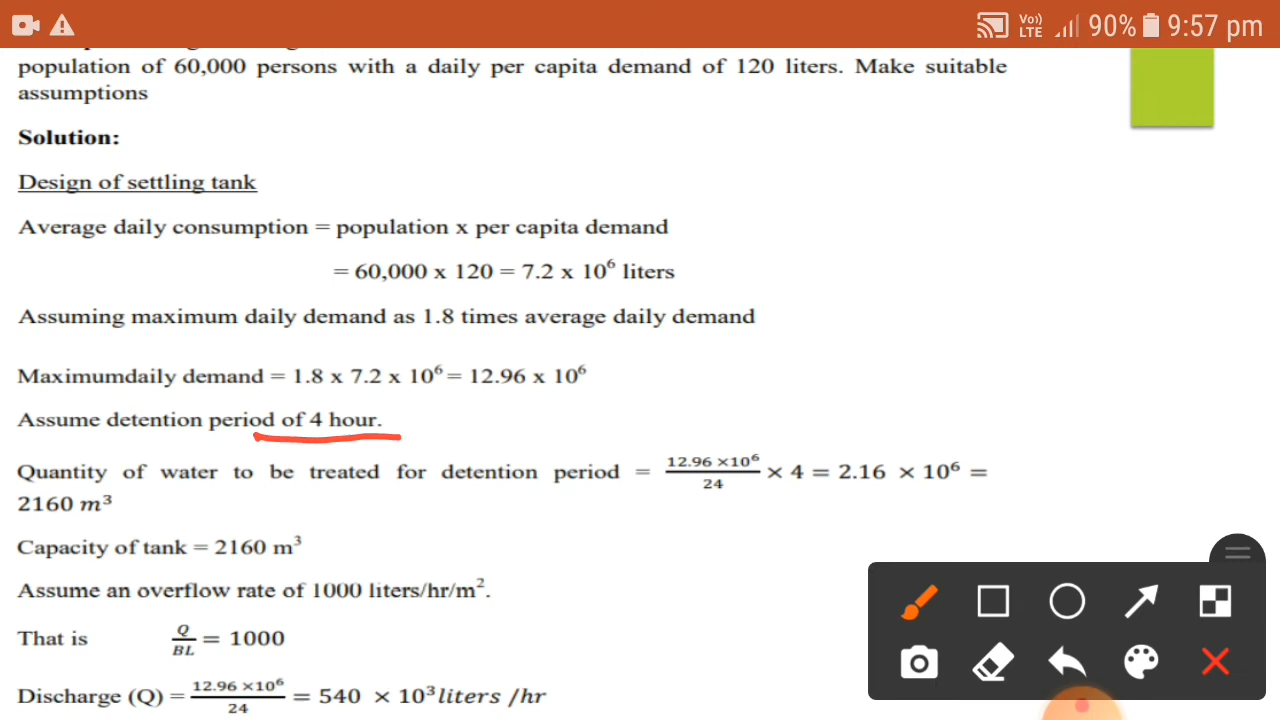 Vo)) LTE 90% 9:57 pm
population of 60,000 persons with a daily per capita demand of 120 liters. Make suitable
assumptions
Solution:
Design of settling tank
Average daily consumption = population x per capita demand
= 60,000 x 120 = 7.2 x 10⁶ liters
Assuming maximum daily demand as 1.8 times average daily demand
Maximumdaily demand = 1.8 x 7.2 x 10⁶ = 12.96 x 10⁶
Assume detention period of 4 hour.
Quantity of water to be treated for detention period = 12.96 ×10⁶/24 × 4 = 2.16 × 10⁶ =
2160 m³
Capacity of tank = 2160 m³
Assume an overflow rate of 1000 liters/hr/m².
That is Q/BL = 1000
Discharge (Q) = 12.96 ×10⁶/24 = 540 × 10³ liters /hr